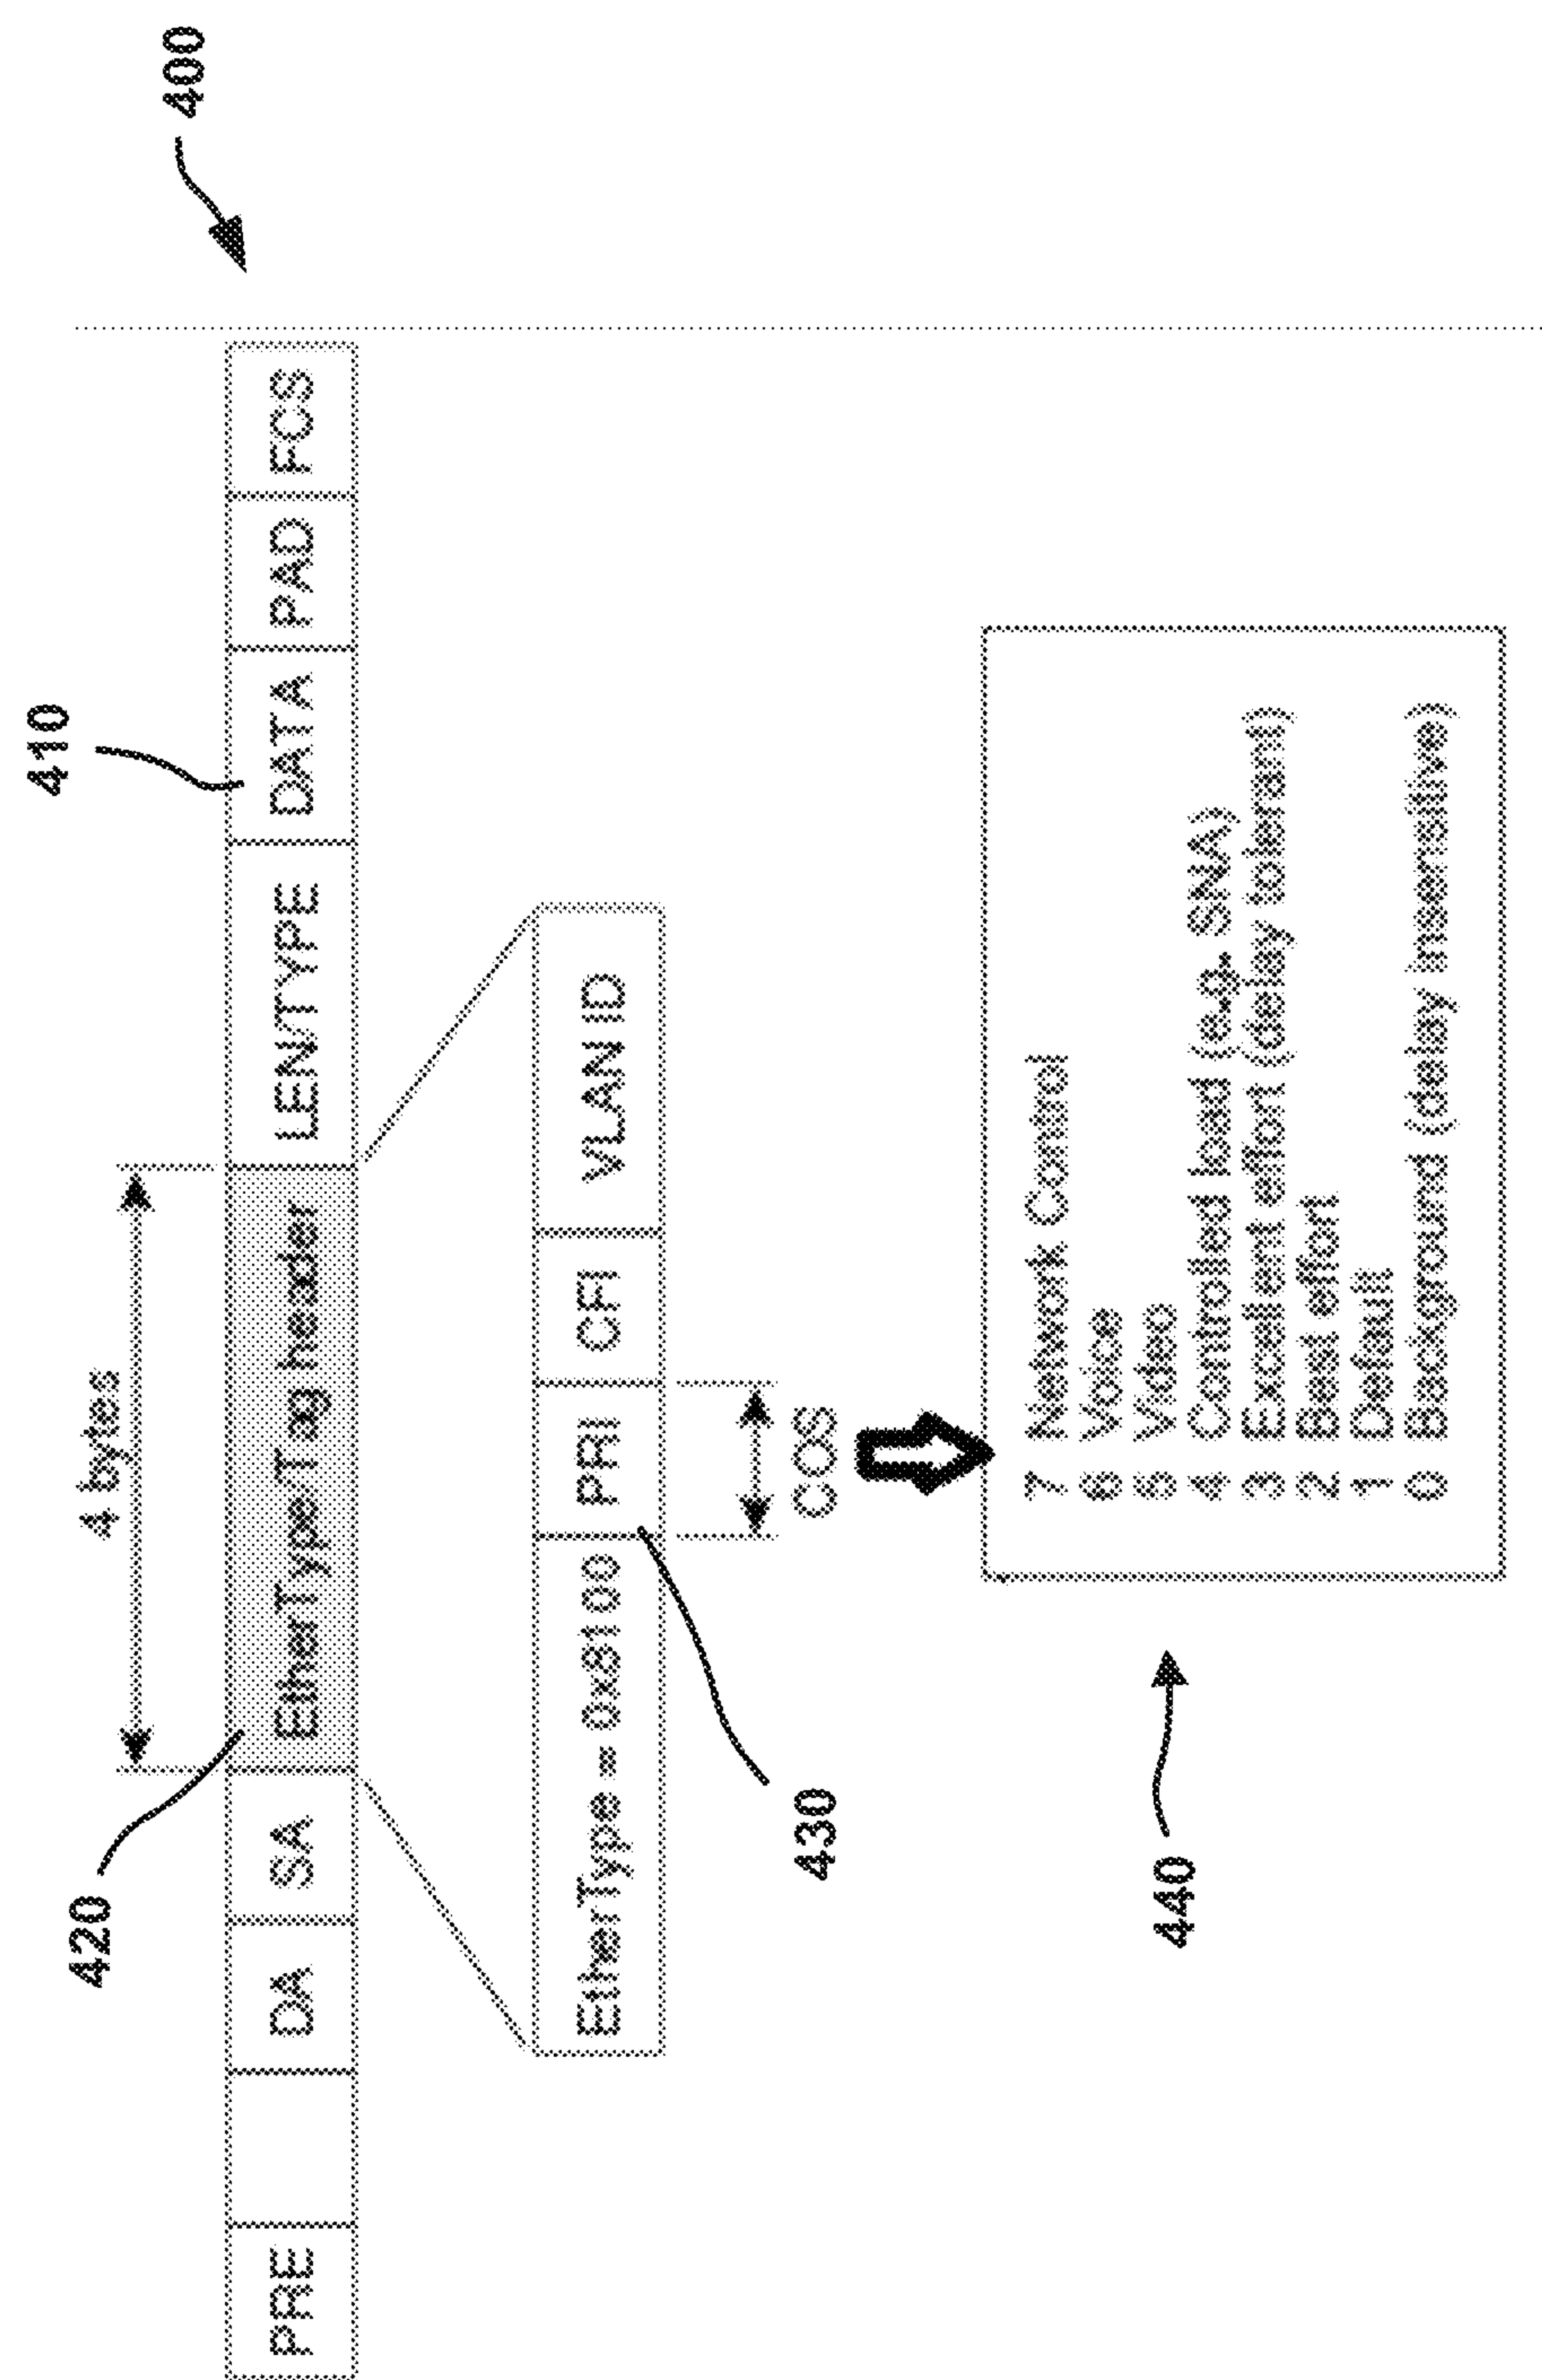 400
410
420
4 bytes
PRE DA SA EtherTypeTag header LEN/TYPE DATA PAD FCS
EtherType = 0x8100 PRI CFI VLAN ID
430
COS
440
7 Network Control
6 Voice
5 Video
4 Controlled load (e.g. SNA)
3 Excellent effort (delay tolerant)
2 Best effort
1 Default
0 Background (delay insensitive)